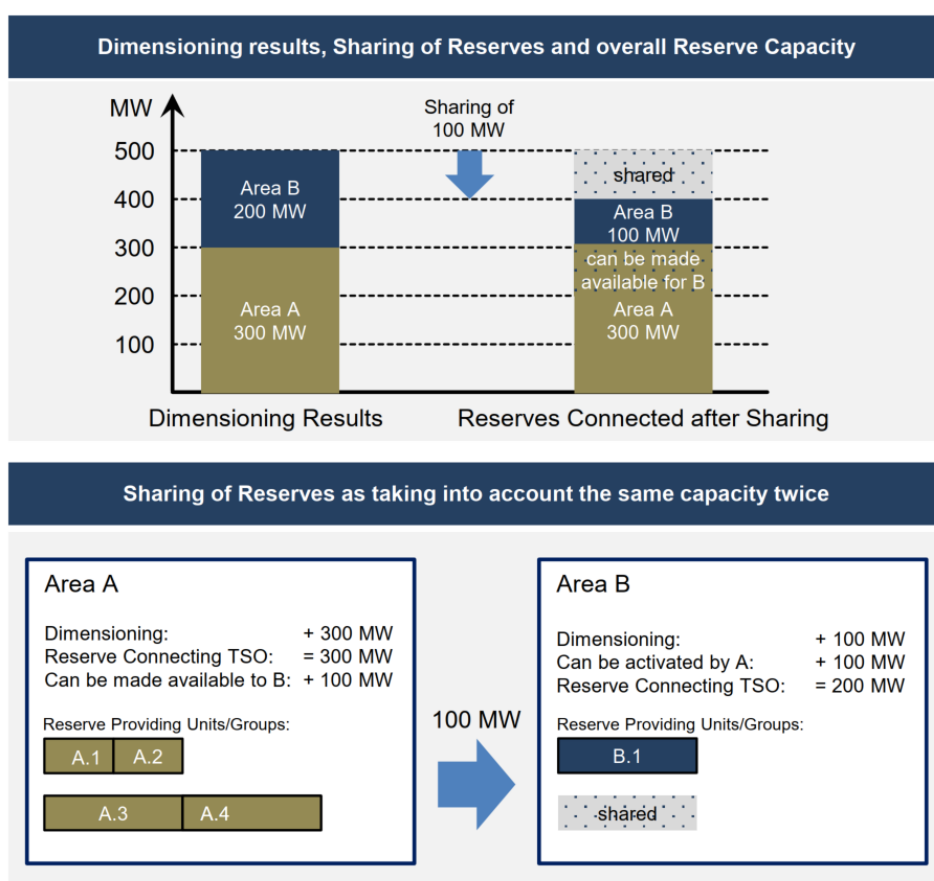 Dimensioning results, Sharing of Reserves and overall Reserve Capacity
MW
Sharing of
100 MW
500
400
300
200
100
Area B
200 MW
Area A
300 MW
shared
Area B
100 MW
can be made
available for B
Area A
300 MW
Dimensioning Results
Reserves Connected after Sharing
Sharing of Reserves as taking into account the same capacity twice
Area A
Dimensioning: + 300 MW
Reserve Connecting TSO: = 300 MW
Can be made available to B: + 100 MW
Reserve Providing Units/Groups:
A.1 A.2
A.3 A.4
100 MW
Area B
Dimensioning: + 100 MW
Can be activated by A: + 100 MW
Reserve Connecting TSO: = 200 MW
Reserve Providing Units/Groups:
B.1
shared